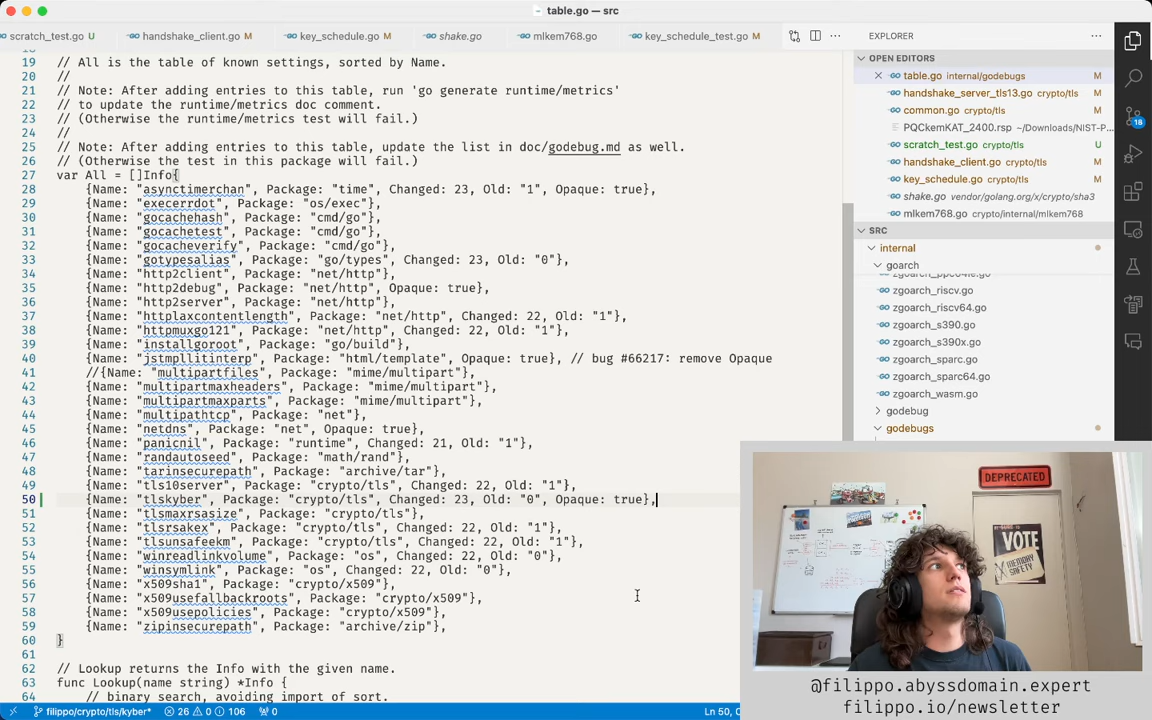 table.go — src
scratch_test.go U
handshake_client.go M
key_schedule.go M
shake.go
mlkem768.go
key_schedule_test.go M
19 // All is the table of known settings, sorted by Name.
20 //
21 // Note: After adding entries to this table, run 'go generate runtime/metrics'
22 // to update the runtime/metrics doc comment.
23 // (Otherwise the runtime/metrics test will fail.)
24 //
25 // Note: After adding entries to this table, update the list in doc/godebug.md as well.
26 // (Otherwise the test in this package will fail.)
27 var All = []Info{
28 {Name: "asynctimerchan", Package: "time", Changed: 23, Old: "1", Opaque: true},
29 {Name: "execerrdot", Package: "os/exec"},
30 {Name: "gocachehash", Package: "cmd/go"},
31 {Name: "gocachetest", Package: "cmd/go"},
32 {Name: "gocacheverify", Package: "cmd/go"},
33 {Name: "gotypesalias", Package: "go/types", Changed: 23, Old: "0"},
34 {Name: "http2client", Package: "net/http"},
35 {Name: "http2debug", Package: "net/http", Opaque: true},
36 {Name: "http2server", Package: "net/http"},
37 {Name: "httplaxcontentlength", Package: "net/http", Changed: 22, Old: "1"},
38 {Name: "httpmuxgo121", Package: "net/http", Changed: 22, Old: "1"},
39 {Name: "installgoroot", Package: "go/build"},
40 {Name: "jstmpllitinterp", Package: "html/template", Opaque: true}, // bug #66217: remove Opaque
41 //{Name: "multipartfiles", Package: "mime/multipart"},
42 {Name: "multipartmaxheaders", Package: "mime/multipart"},
43 {Name: "multipartmaxparts", Package: "mime/multipart"},
44 {Name: "multipathtcp", Package: "net"},
45 {Name: "netdns", Package: "net", Opaque: true},
46 {Name: "panicnil", Package: "runtime", Changed: 21, Old: "1"},
47 {Name: "randautoseed", Package: "math/rand"},
48 {Name: "tarinsecurepath", Package: "archive/tar"},
49 {Name: "tls10server", Package: "crypto/tls", Changed: 22, Old: "1"},
50 {Name: "tlskyber", Package: "crypto/tls", Changed: 23, Old: "0", Opaque: true},
51 {Name: "tlsmaxrsasize", Package: "crypto/tls"},
52 {Name: "tlsrsakex", Package: "crypto/tls", Changed: 22, Old: "1"},
53 {Name: "tlsunsafeekm", Package: "crypto/tls", Changed: 22, Old: "1"},
54 {Name: "winreadlinkvolume", Package: "os", Changed: 22, Old: "0"},
55 {Name: "winsymlink", Package: "os", Changed: 22, Old: "0"},
56 {Name: "x509sha1", Package: "crypto/x509"},
57 {Name: "x509usefallbackroots", Package: "crypto/x509"},
58 {Name: "x509usepolicies", Package: "crypto/x509"},
59 {Name: "zipinsecurepath", Package: "archive/zip"},
60 }
61
62 // Lookup returns the Info with the given name.
63 func Lookup(name string) *Info {
64 // binary search, avoiding import of sort.
filippo/crypto/tls/kyber* 26 0 106 0
Ln 50, Co
EXPLORER
OPEN EDITORS
table.go internal/godebugs M
handshake_server_tls13.go crypto/tls M
common.go crypto/tls M
PQCkemKAT_2400.rsp ~/Downloads/NIST-P...
scratch_test.go crypto/tls U
handshake_client.go crypto/tls M
key_schedule.go crypto/tls M
shake.go vendor/golang.org/x/crypto/sha3
mlkem768.go crypto/internal/mlkem768
SRC
internal
goarch
zgoarch_riscv.go
zgoarch_riscv64.go
zgoarch_s390.go
zgoarch_s390x.go
zgoarch_sparc.go
zgoarch_sparc64.go
zgoarch_wasm.go
godebug
godebugs
18
DEPRECATED
VOTE
MEMORY
SAFETY
@filippo.abyssdomain.expert
filippo.io/newsletter